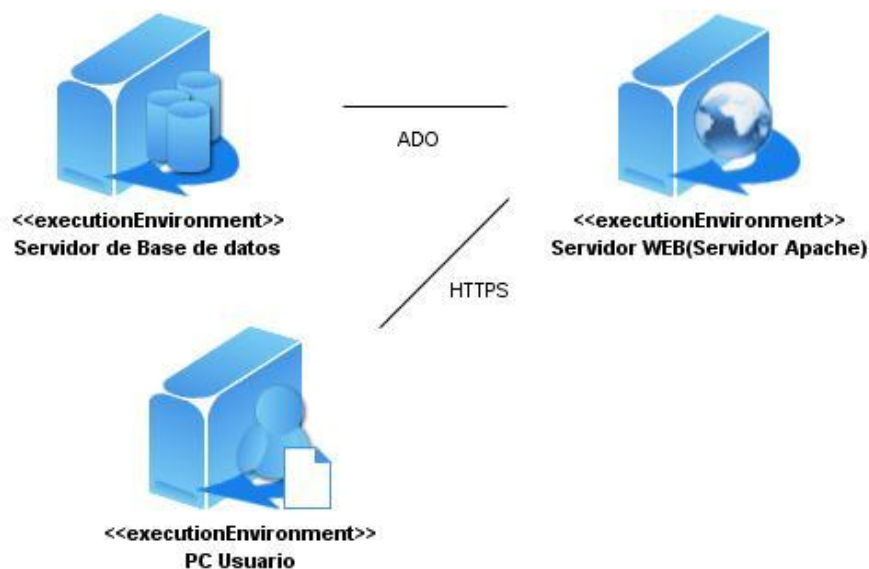 ADO
<<executionEnvironment>>
Servidor de Base de datos
<<executionEnvironment>>
Servidor WEB(Servidor Apache)
HTTPS
<<executionEnvironment>>
PC Usuario